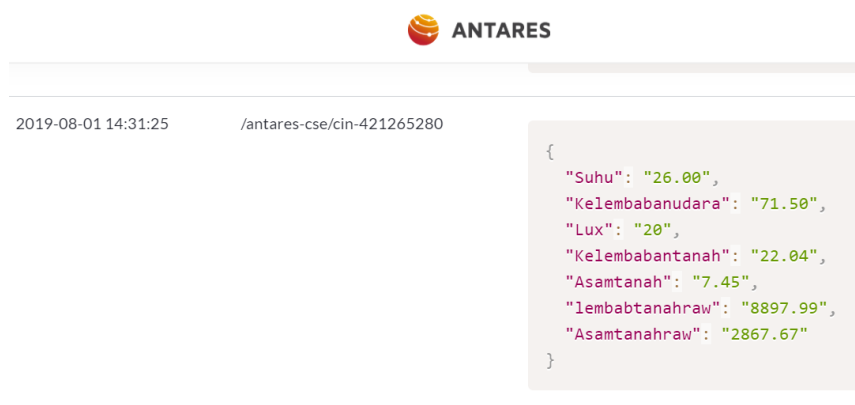 ANTARES
2019-08-01 14:31:25
/antares-cse/cin-421265280
{
"Suhu": "26.00",
"Kelembabanudara": "71.50",
"Lux": "20",
"Kelembabantanah": "22.04",
"Asamtanah": "7.45",
"lembabtanahraw": "8897.99",
"Asamtanahraw": "2867.67"
}